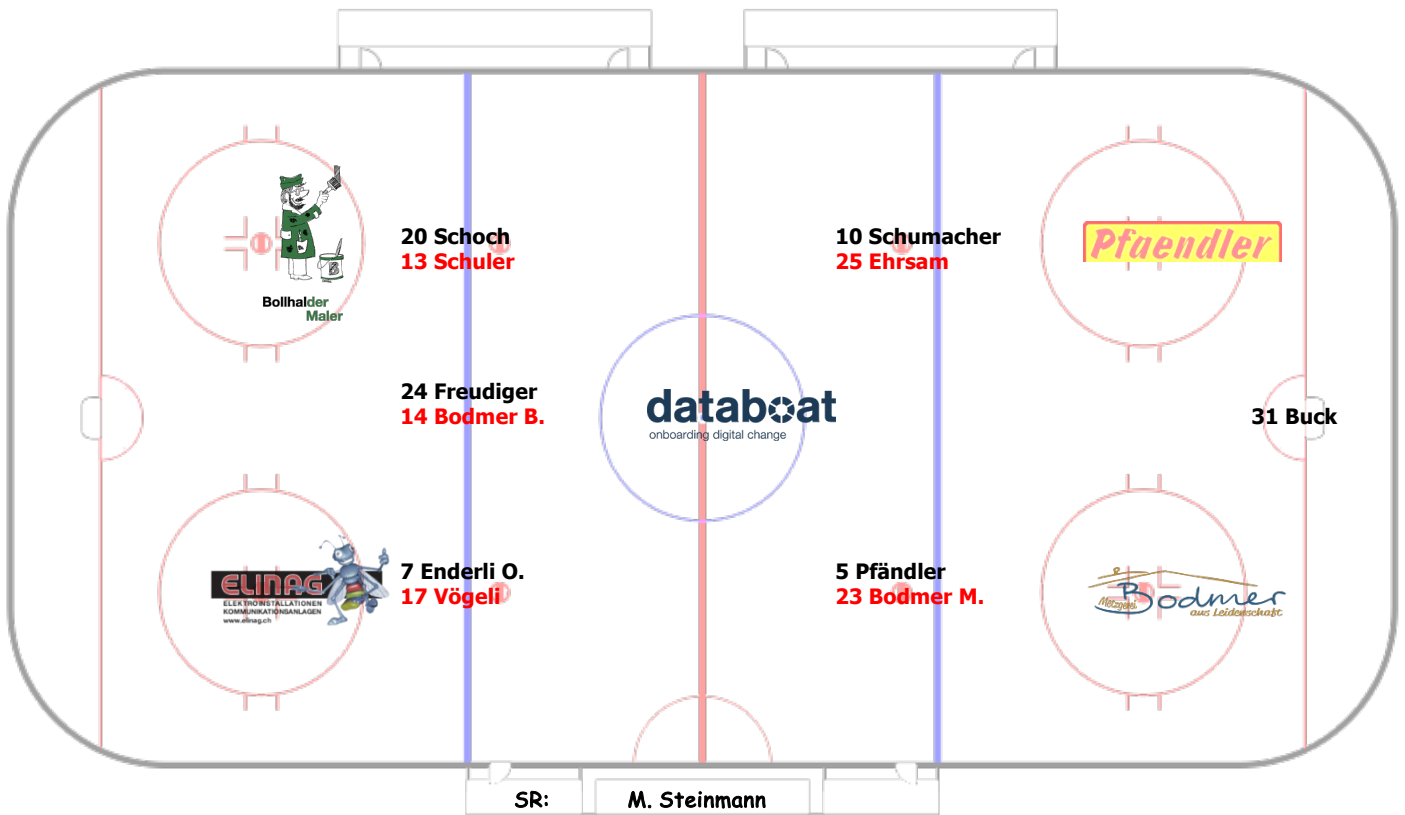 20 Schoch
13 Schuler
10 Schumacher
25 Ehrsam
Pfaendler
Bollhalder
Maler
24 Freudiger
14 Bodmer B.
databoat
onboarding digital change
31 Buck
ELINAG
ELEKTROINSTALLATIONEN
KOMMUNIKATIONSANLAGEN
www.elinag.ch
7 Enderli O.
17 Vögeli
5 Pfändler
23 Bodmer M.
Metzgerei Bodmer
aus Leidenschaft
SR: M. Steinmann